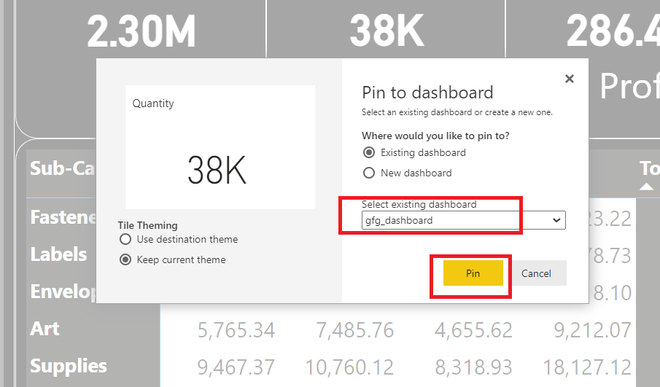 2.30M 38K 286.4
Prof
Pin to dashboard
Select an existing dashboard or create a new one.
Where would you like to pin to?
Existing dashboard
New dashboard
Select existing dashboard
gfg_dashboard
Pin Cancel
Quantity
38K
Tile Theming
Use destination theme
Keep current theme
Sub-Ca To
Fastene 23.22
Labels 78.73
Envelop 8.10
Art 5,765.34 7,485.76 4,655.62 9,212.07
Supplies 9,467.37 10,760.12 8,318.93 18,127.12